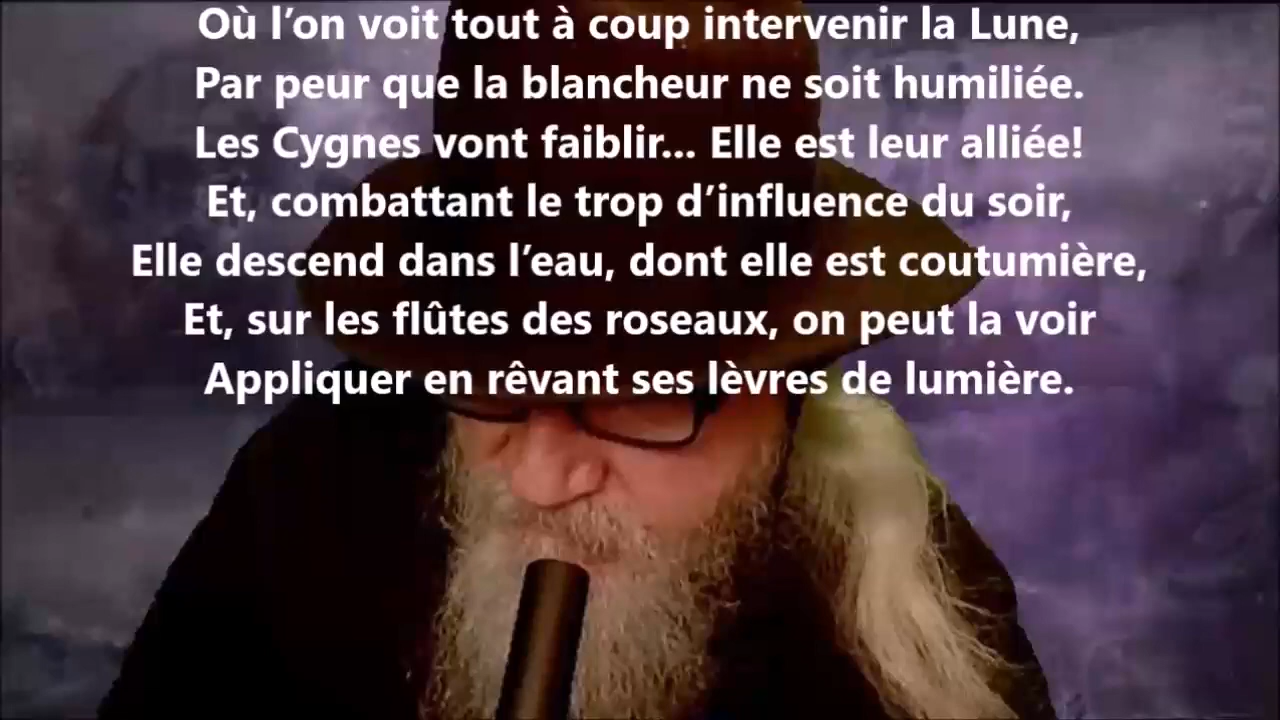 Où l’on voit tout à coup intervenir la Lune,
Par peur que la blancheur ne soit humiliée.
Les Cygnes vont faiblir... Elle est leur alliée!
Et, combattant le trop d’influence du soir,
Elle descend dans l’eau, dont elle est coutumière,
Et, sur les flûtes des roseaux, on peut la voir
Appliquer en rêvant ses lèvres de lumière.